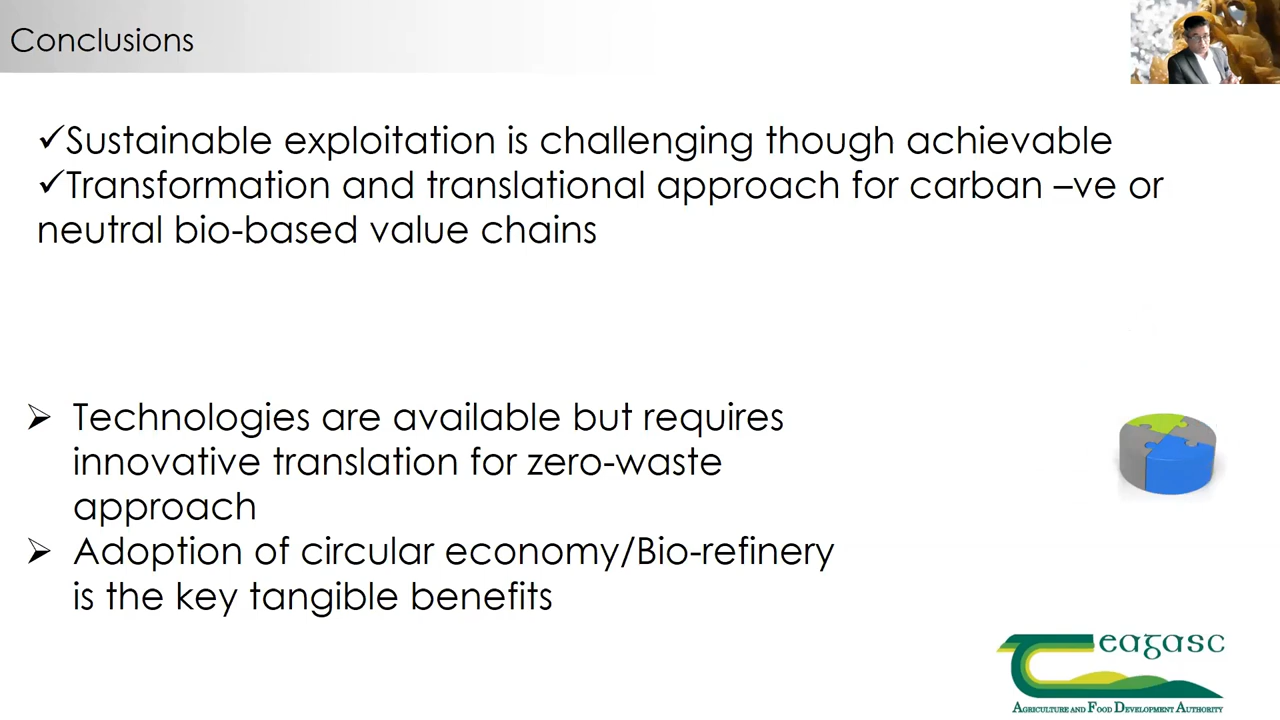 Conclusions
✓Sustainable exploitation is challenging though achievable
✓Transformation and translational approach for carban –ve or
neutral bio-based value chains
➢ Technologies are available but requires
innovative translation for zero-waste
approach
➢ Adoption of circular economy/Bio-refinery
is the key tangible benefits
eagasc
AGRICULTURE AND FOOD DEVELOPMENT AUTHORITY